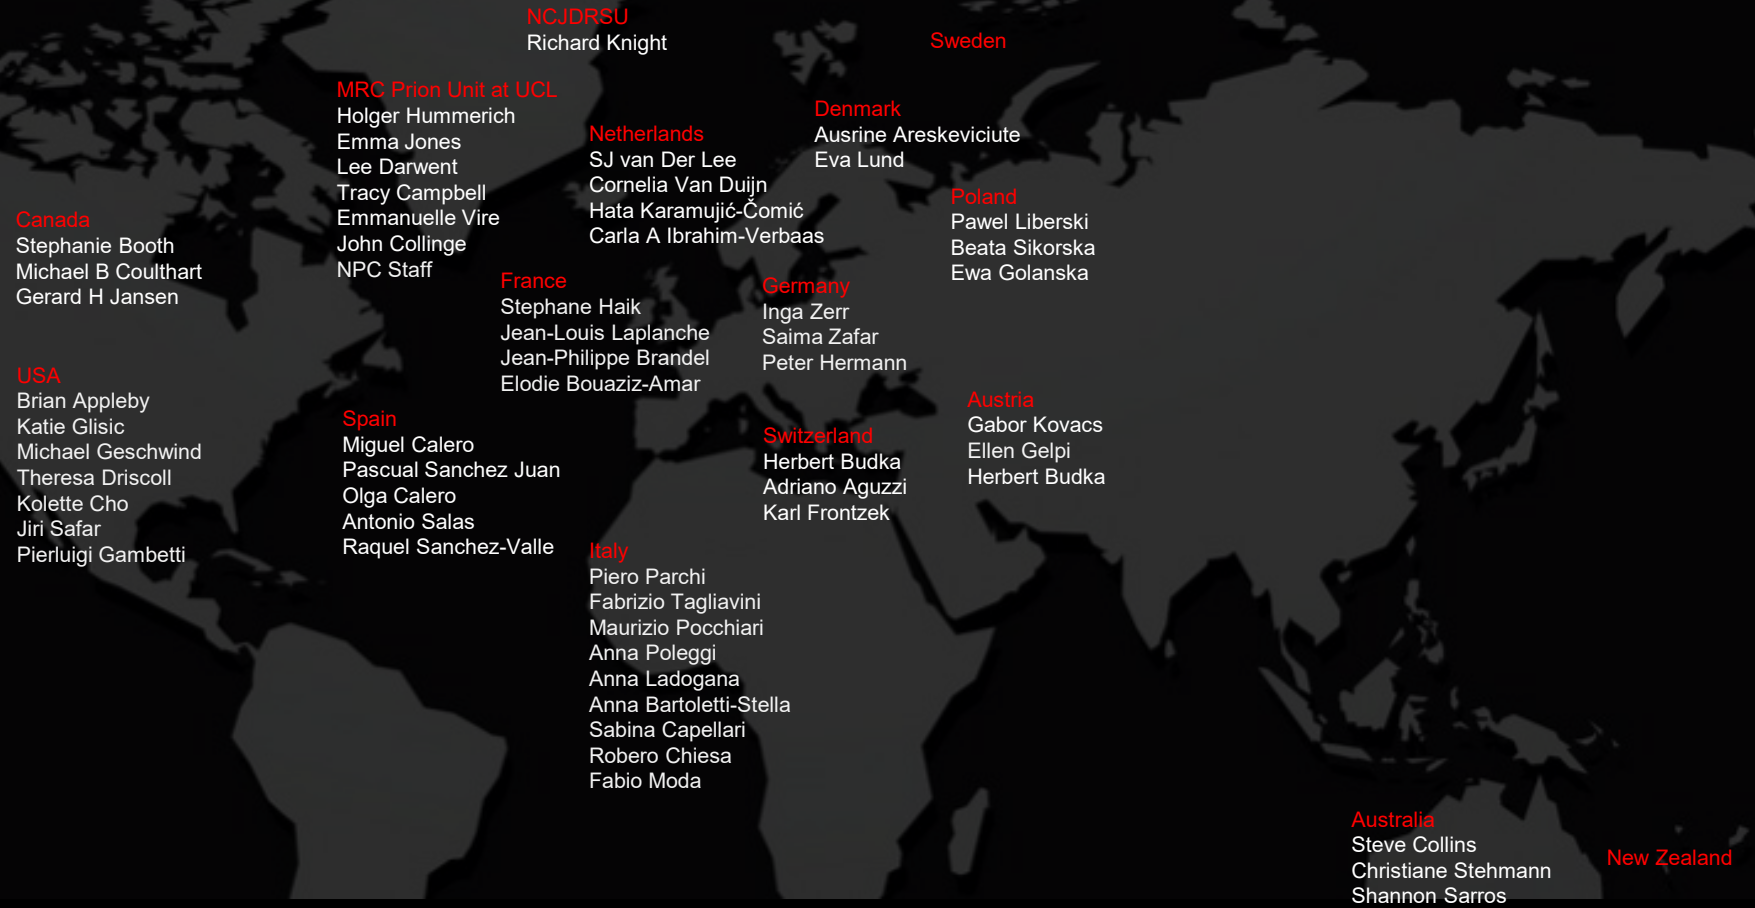 NCJDRSU
Richard Knight
Sweden
MRC Prion Unit at UCL
Holger Hummerich
Emma Jones
Lee Darwent
Tracy Campbell
Emmanuelle Vire
John Collinge
NPC Staff
Netherlands
SJ van Der Lee
Cornelia Van Duijn
Hata Karamujić-Čomić
Carla A Ibrahim-Verbaas
Denmark
Ausrine Areskeviciute
Eva Lund
Poland
Pawel Liberski
Beata Sikorska
Ewa Golanska
Canada
Stephanie Booth
Michael B Coulthart
Gerard H Jansen
France
Stephane Haik
Jean-Louis Laplanche
Jean-Philippe Brandel
Elodie Bouaziz-Amar
Germany
Inga Zerr
Saima Zafar
Peter Hermann
USA
Brian Appleby
Katie Glisic
Michael Geschwind
Theresa Driscoll
Kolette Cho
Jiri Safar
Pierluigi Gambetti
Spain
Miguel Calero
Pascual Sanchez Juan
Olga Calero
Antonio Salas
Raquel Sanchez-Valle
Switzerland
Herbert Budka
Adriano Aguzzi
Karl Frontzek
Austria
Gabor Kovacs
Ellen Gelpi
Herbert Budka
Italy
Piero Parchi
Fabrizio Tagliavini
Maurizio Pocchiari
Anna Poleggi
Anna Ladogana
Anna Bartoletti-Stella
Sabina Capellari
Robero Chiesa
Fabio Moda
Australia
Steve Collins
Christiane Stehmann
Shannon Sarros
New Zealand